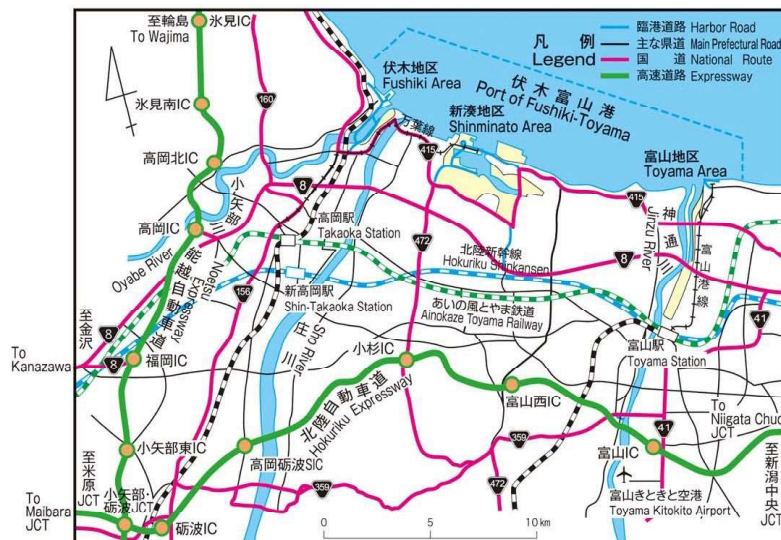 至輪島
To Wajima
氷見IC
氷見南IC
高岡北IC
高岡IC
小矢部川
Oyabe River
能越自動車道
Noetsu Expressway
至金沢
To Kanazawa
8
8
福岡IC
小矢部東IC
至米原JCT
To Maibara JCT
小矢部・砺波JCT
砺波IC
高岡砺波SIC
160
8
156
359
伏木地区
Fushiki Area
万葉線
415
新湊地区
Shinminato Area
伏木富山港
Port of Fushiki-Toyama
凡例
Legend
臨港道路 Harbor Road
主な県道 Main Prefectural Road
国道 National Route
高速道路 Expressway
富山地区
Toyama Area
415
神通川
Jinzu River
富山港線
高岡駅
Takaoka Station
新高岡駅
Shin-Takaoka Station
庄川
Sho River
472
北陸新幹線
Hokuriku Shinkansen
8
あいの風とやま鉄道
Ainokaze Toyama Railway
41
富山駅
Toyama Station
小杉IC
北陸自動車道
Hokuriku Expressway
富山西IC
359
472
41
富山IC
To Niigata Chuo JCT
至新潟中央JCT
富山きときと空港
Toyama Kitokito Airport
0 5 10 km